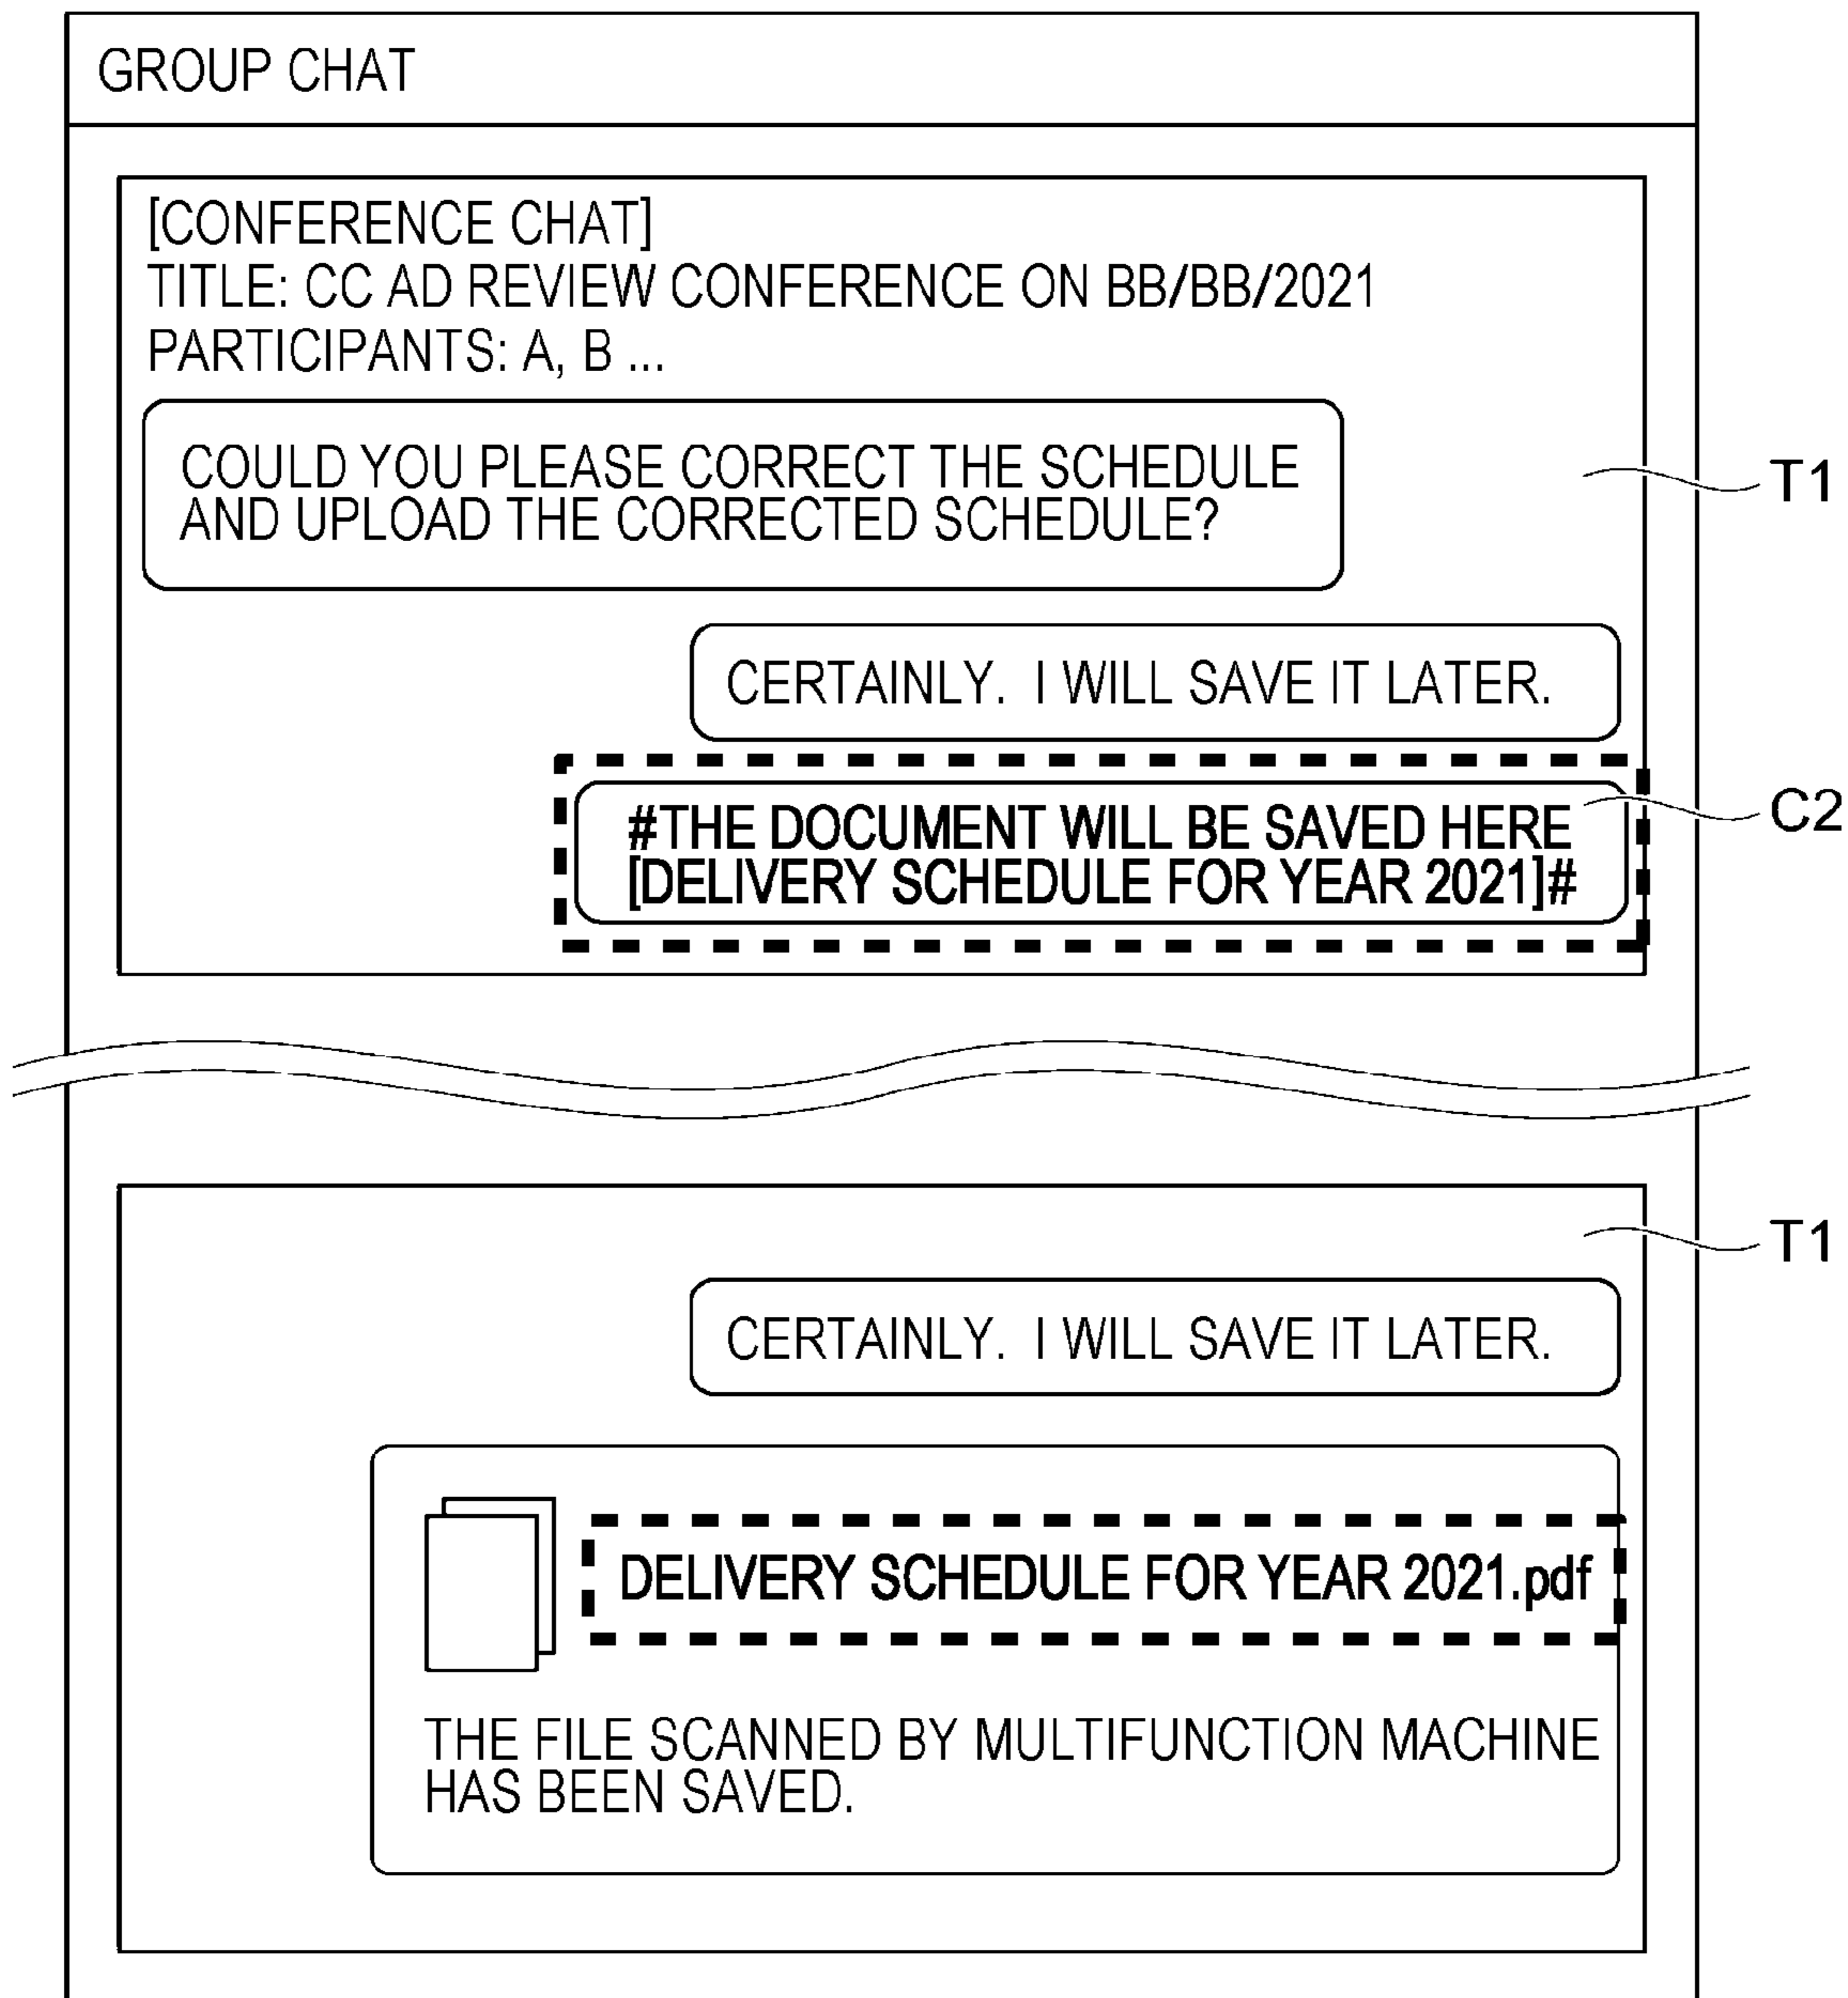 GROUP CHAT
[CONFERENCE CHAT]
TITLE: CC AD REVIEW CONFERENCE ON BB/BB/2021
PARTICIPANTS: A, B ...
COULD YOU PLEASE CORRECT THE SCHEDULE
AND UPLOAD THE CORRECTED SCHEDULE?
T1
CERTAINLY. I WILL SAVE IT LATER.
#THE DOCUMENT WILL BE SAVED HERE
[DELIVERY SCHEDULE FOR YEAR 2021]#
C2
T1
CERTAINLY. I WILL SAVE IT LATER.
DELIVERY SCHEDULE FOR YEAR 2021.pdf
THE FILE SCANNED BY MULTIFUNCTION MACHINE
HAS BEEN SAVED.